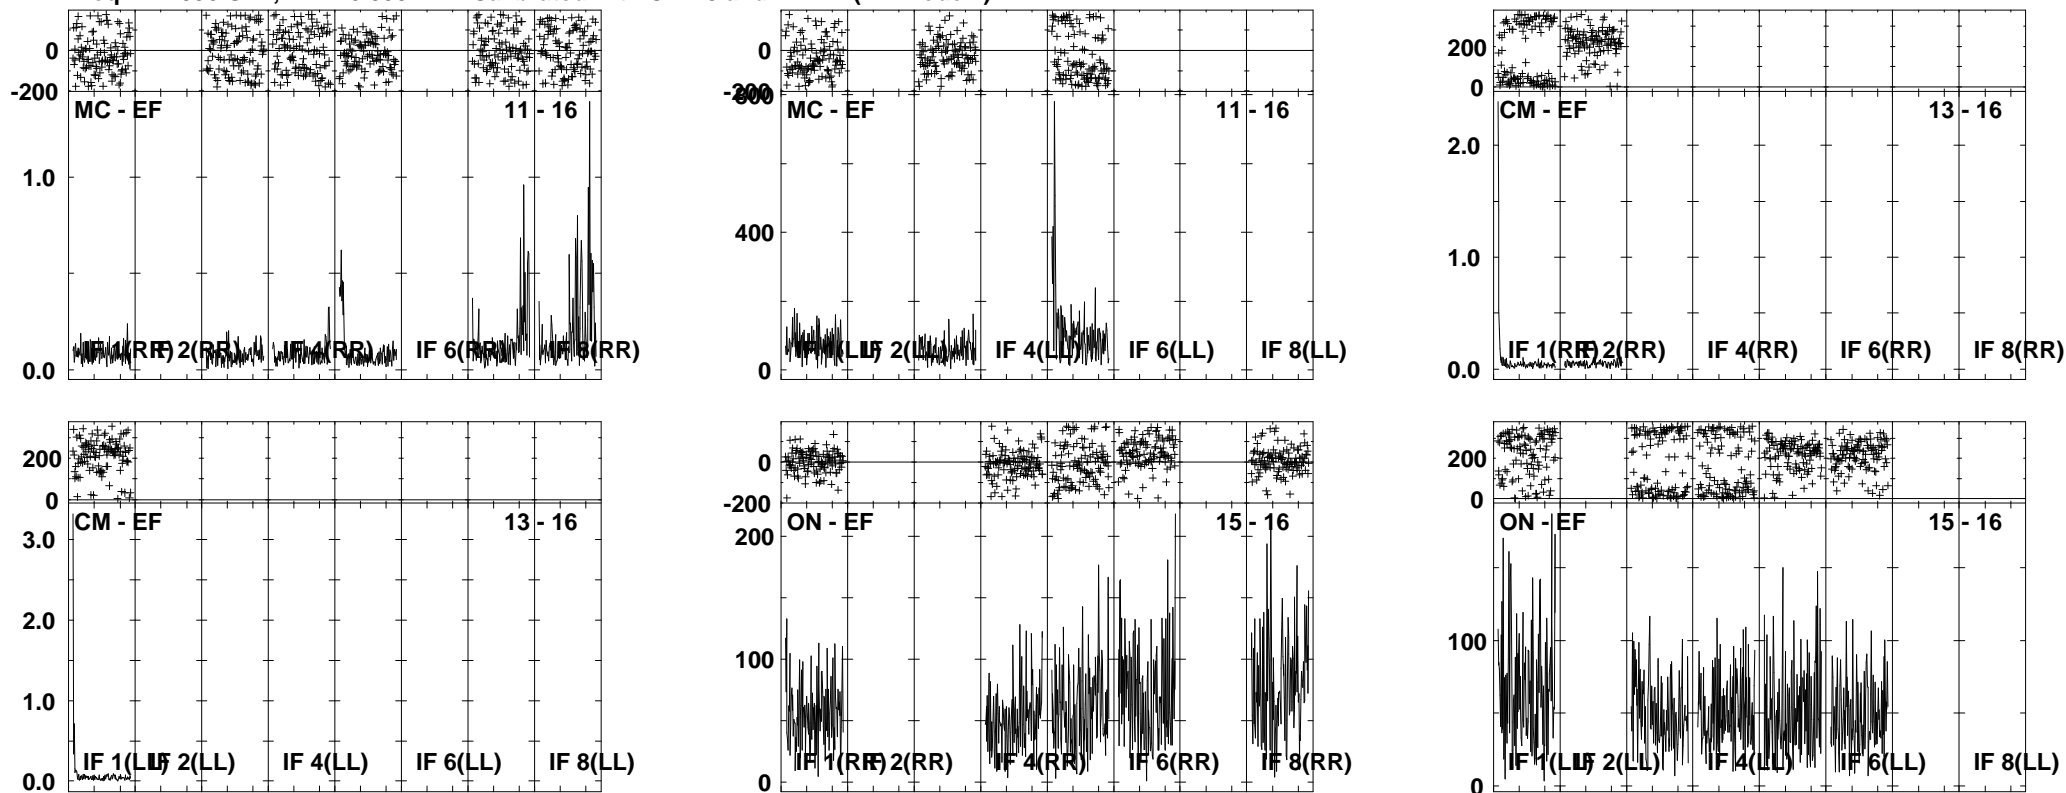 0
-200
MC - EF 11 - 16
1.0
0.0
IF 1(RR) IF 2(RR) IF 4(RR) IF 6(RR) IF 8(RR)
0
-200
800
MC - EF 11 - 16
400
0
IF 1(LL) IF 2(LL) IF 4(LL) IF 6(LL) IF 8(LL)
200
0
CM - EF 13 - 16
2.0
1.0
0.0
IF 1(RR) IF 2(RR) IF 4(RR) IF 6(RR) IF 8(RR)
200
0
CM - EF 13 - 16
3.0
2.0
1.0
0.0
IF 1(LL) IF 2(LL) IF 4(LL) IF 6(LL) IF 8(LL)
0
-200
ON - EF 15 - 16
200
100
0
IF 1(RR) IF 2(RR) IF 4(RR) IF 6(RR) IF 8(RR)
200
0
ON - EF 15 - 16
100
0
IF 1(LL) IF 2(LL) IF 4(LL) IF 6(LL) IF 8(LL)